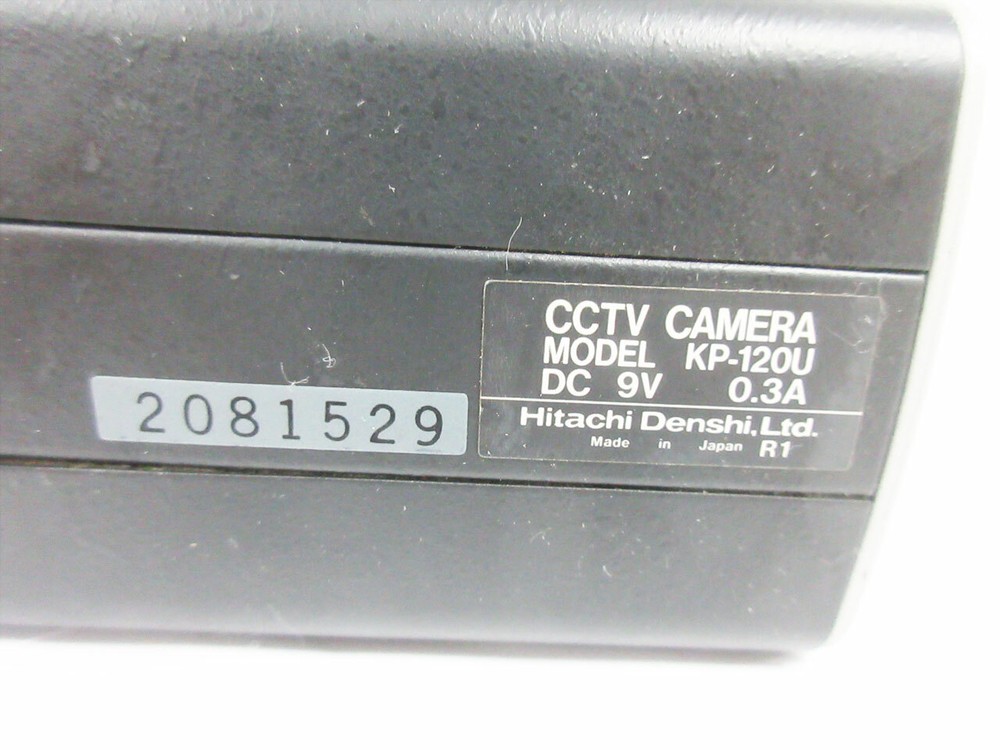 CCTV CAMERA
MODEL KP-120U
DC 9V 0.3A
Hitachi Denshi, Ltd.
Made in Japan R1
2081529